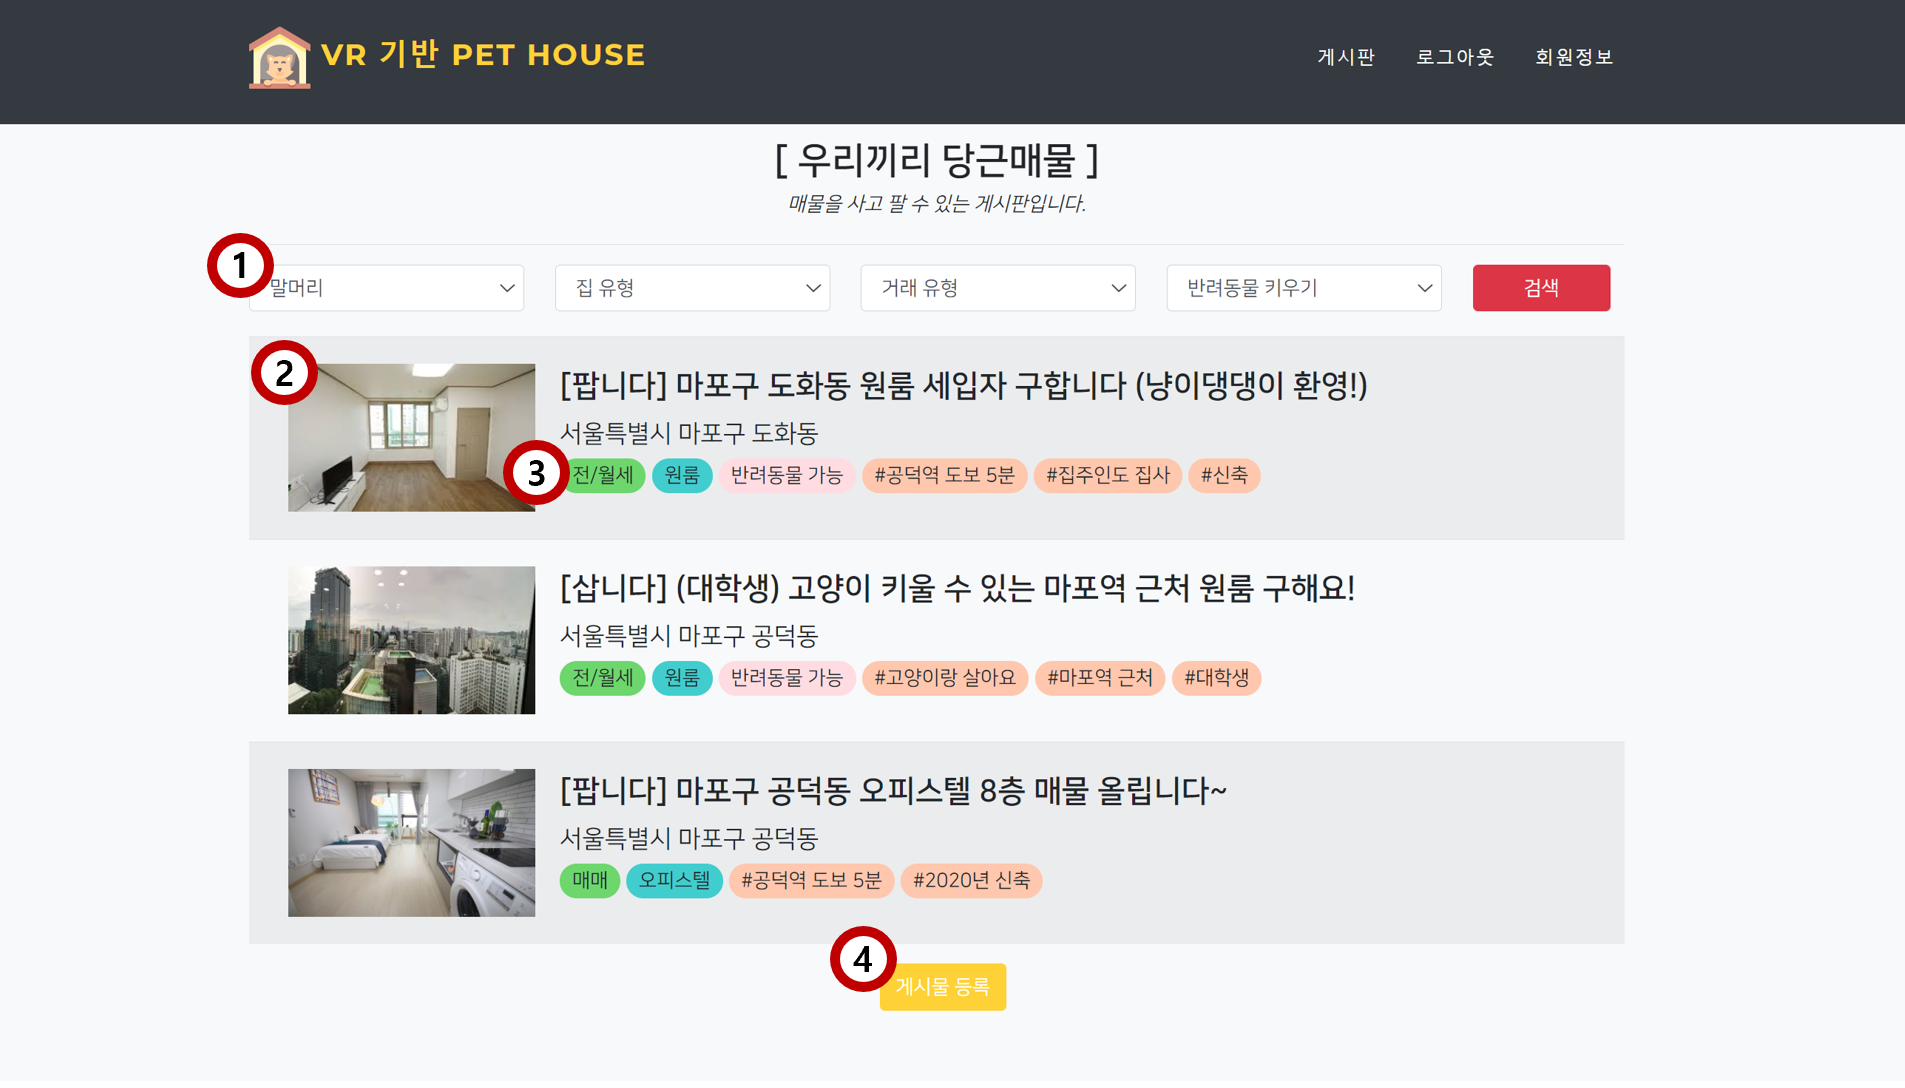 VR 기반 PET HOUSE
게시판 로그아웃 회원정보
[ 우리끼리 당근매물 ]
매물을 사고 팔 수 있는 게시판입니다.
1
말머리 집 유형 거래 유형 반려동물 키우기 검색
2
[팝니다] 마포구 도화동 원룸 세입자 구합니다 (냥이댕댕이 환영!)
서울특별시 마포구 도화동
3
전/월세 원룸 반려동물 가능 #공덕역 도보 5분 #집주인도 집사 #신축
[삽니다] (대학생) 고양이 키울 수 있는 마포역 근처 원룸 구해요!
서울특별시 마포구 공덕동
전/월세 원룸 반려동물 가능 #고양이랑 살아요 #마포역 근처 #대학생
[팝니다] 마포구 공덕동 오피스텔 8층 매물 올립니다~
서울특별시 마포구 공덕동
매매 오피스텔 #공덕역 도보 5분 #2020년 신축
4
게시물 등록